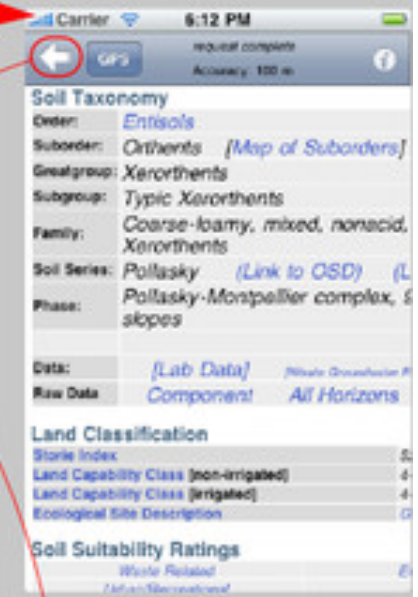 Carrier 6:12 PM
GPS request complete
Accuracy: 100 m
Soil Taxonomy
Order: Entisols
Suborder: Orthents [Map of Suborders]
Greatgroup: Xerorthents
Subgroup: Typic Xerorthents
Family: Coarse-loamy, mixed, nonacid,
Xerorthents
Soil Series: Pollasky (Link to OSD) (L
Phase: Pollasky-Montpellier complex,
slopes
Data: [Lab Data]
Raw Data Component All Horizons
Land Classification
Storie Index
Land Capability Class [non-irrigated]
Land Capability Class [irrigated]
Ecological Site Description
Soil Suitability Ratings
Waste Related
Urban/Recreational